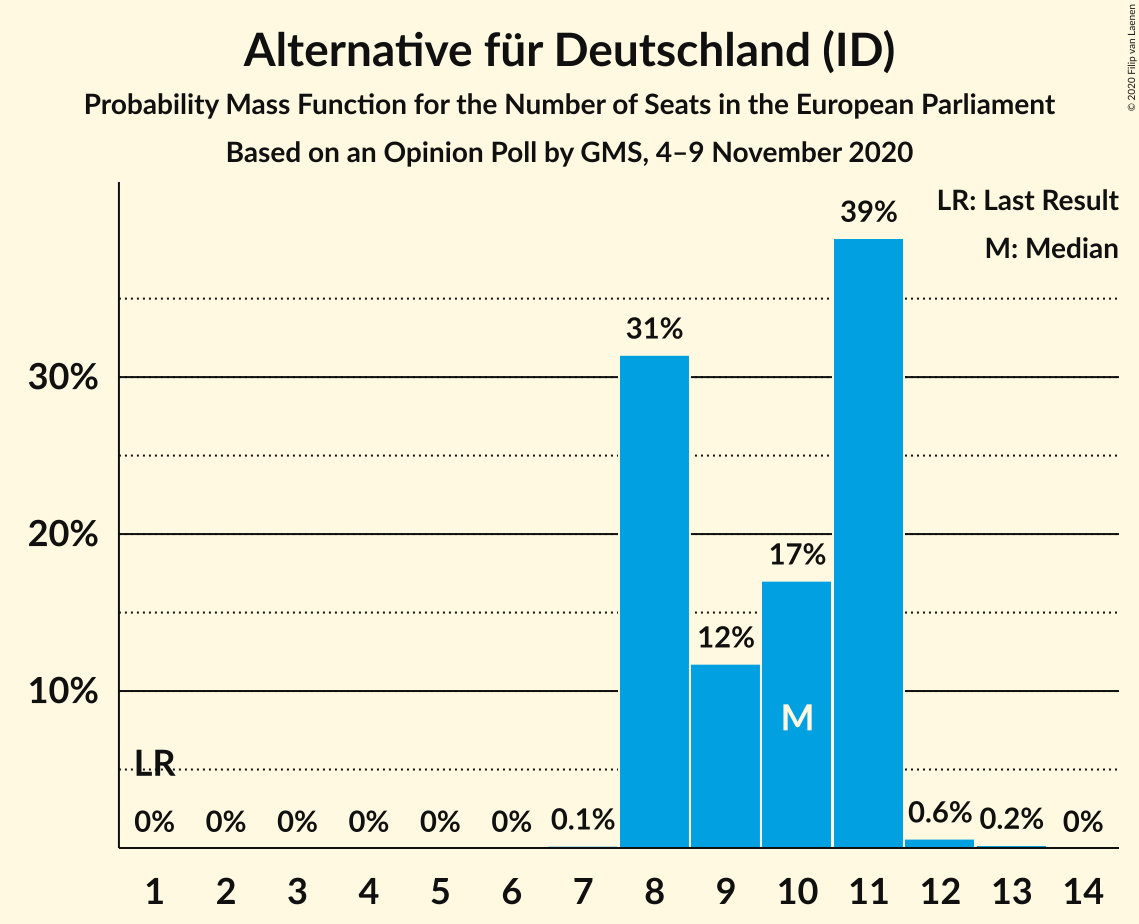 Alternative für Deutschland (ID)
Probability Mass Function for the Number of Seats in the European Parliament
Based on an Opinion Poll by GMS, 4–9 November 2020
© 2020 Filip van Laenen
LR: Last Result
M: Median
39%
31%
30%
20%
17%
12%
10%
M
LR
0% 0% 0% 0% 0% 0% 0.1% 0.6% 0.2% 0%
1 2 3 4 5 6 7 8 9 10 11 12 13 14